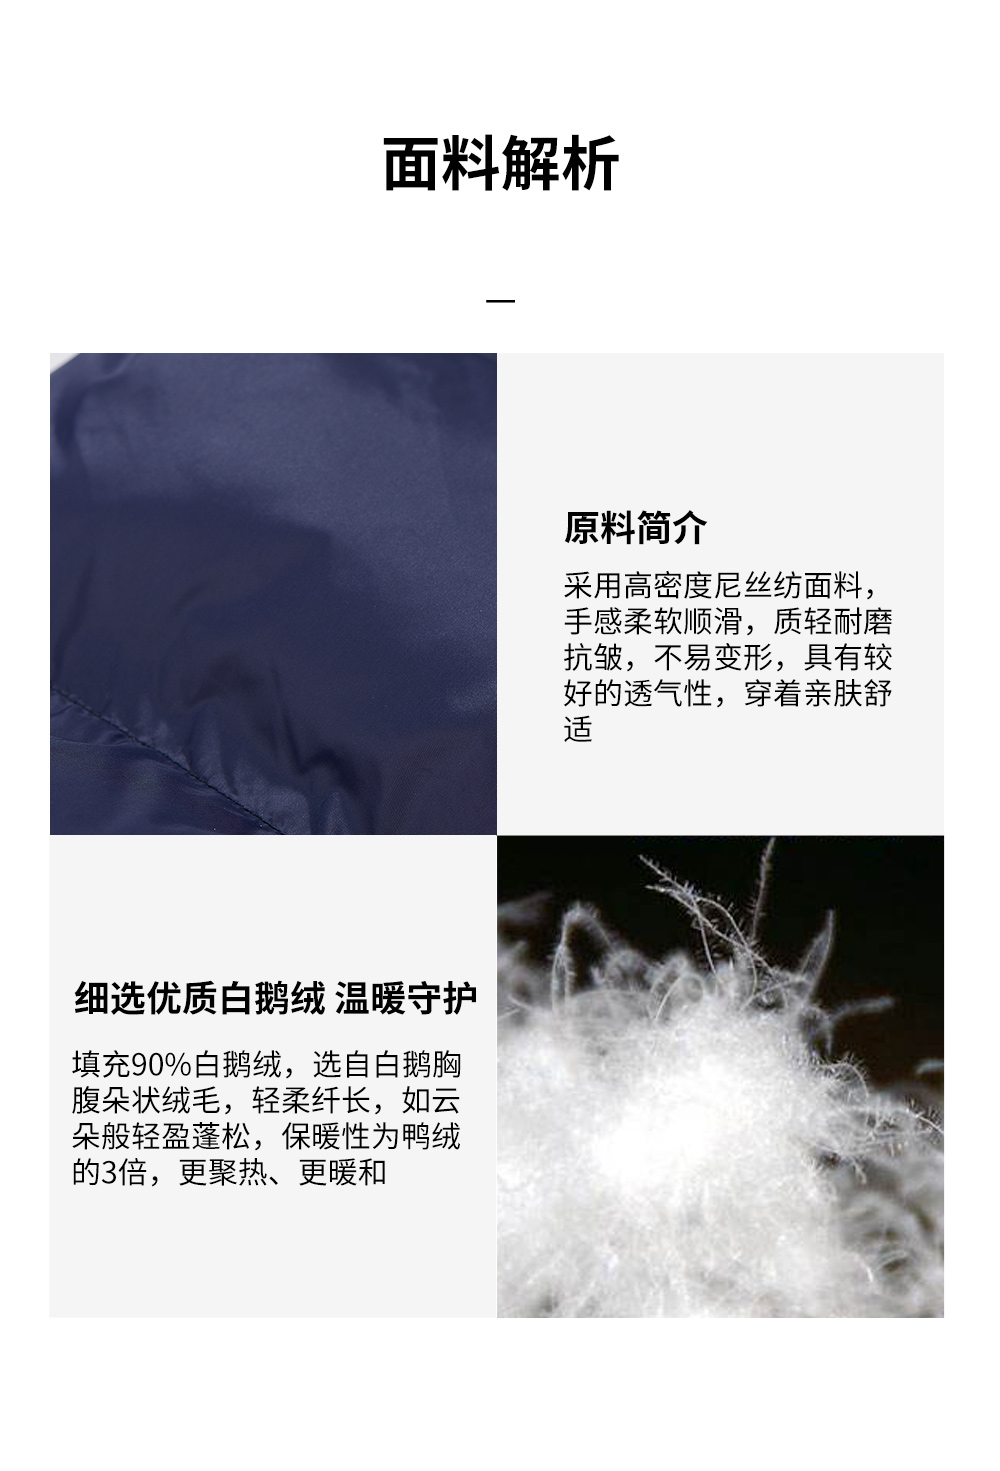 面料解析
原料简介
采用高密度尼丝纺面料，
手感柔软顺滑，质轻耐磨
抗皱，不易变形，具有较
好的透气性，穿着亲肤舒
适
细选优质白鹅绒 温暖守护
填充90%白鹅绒，选自白鹅胸
腹朵状绒毛，轻柔纤长，如云
朵般轻盈蓬松，保暖性为鸭绒
的3倍，更聚热、更暖和